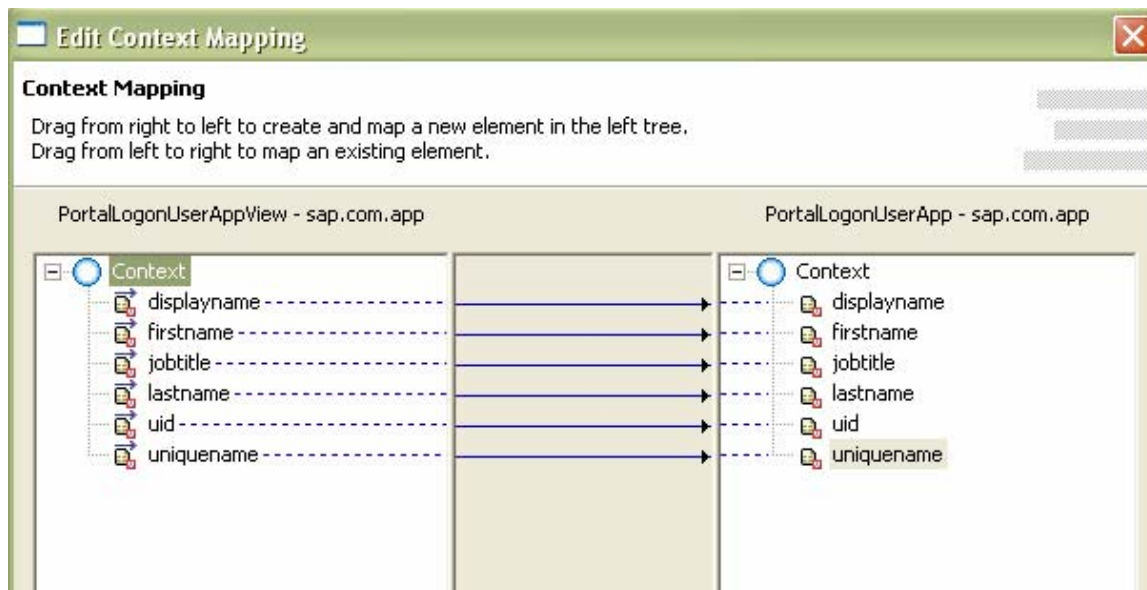 Edit Context Mapping
Context Mapping
Drag from right to left to create and map a new element in the left tree.
Drag from left to right to map an existing element.
PortalLogonUserAppView - sap.com.app
PortalLogonUserApp - sap.com.app
Context
displayname
firstname
jobtitle
lastname
uid
uniquename
Context
displayname
firstname
jobtitle
lastname
uid
uniquename